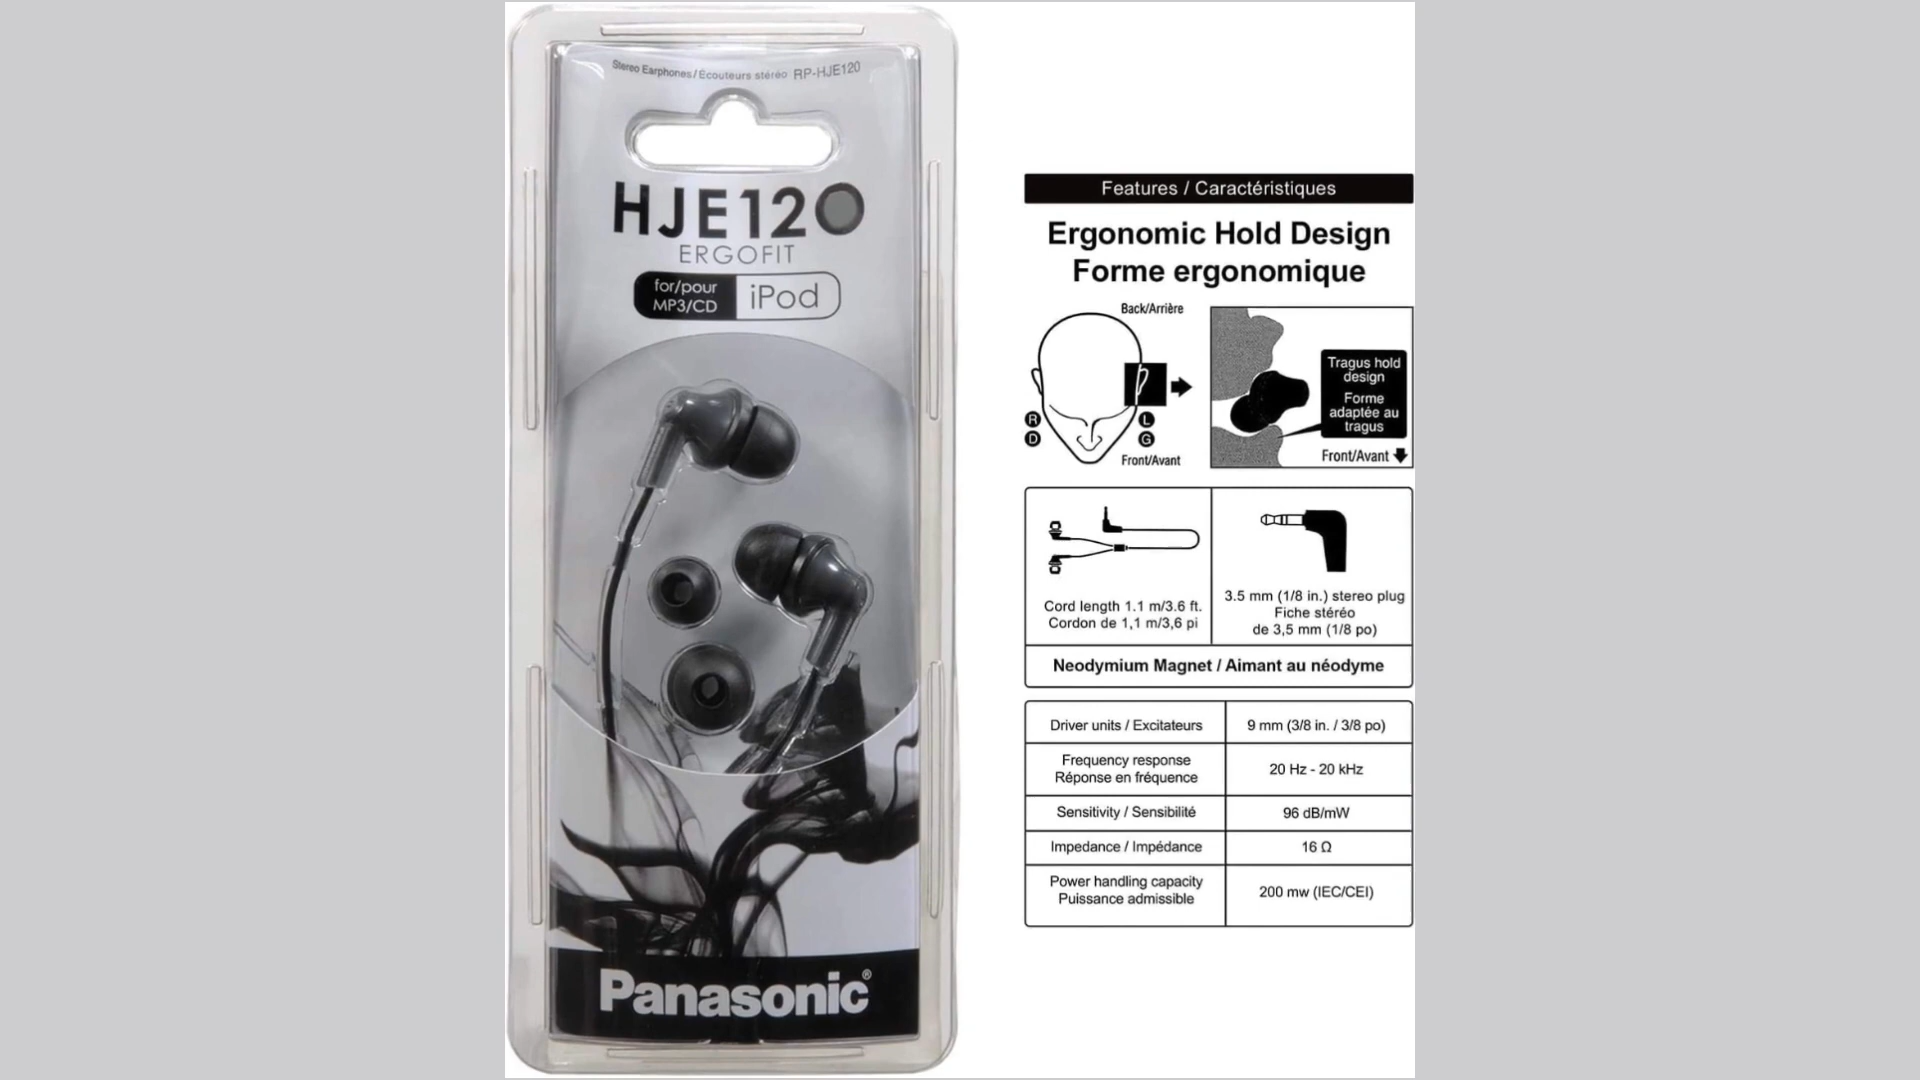 Stereo Earphones/Écouteurs stéréo RP-HJE120
HJE120
ERGOFIT
for/pour
MP3/CD
iPod
Panasonic®
Features / Caractéristiques
Ergonomic Hold Design
Forme ergonomique
Back/Arrière
R
D
L
G
Front/Avant
Tragus hold
design
Forme
adaptée au
tragus
Front/Avant
Cord length 1.1 m/3.6 ft.
Cordon de 1,1 m/3,6 pi
3.5 mm (1/8 in.) stereo plug
Fiche stéréo
de 3,5 mm (1/8 po)
Neodymium Magnet / Aimant au néodyme
Driver units / Excitateurs
9 mm (3/8 in. / 3/8 po)
Frequency response
Réponse en fréquence
20 Hz - 20 kHz
Sensitivity / Sensibilité
96 dB/mW
Impedance / Impédance
16 Ω
Power handling capacity
Puissance admissible
200 mw (IEC/CEI)